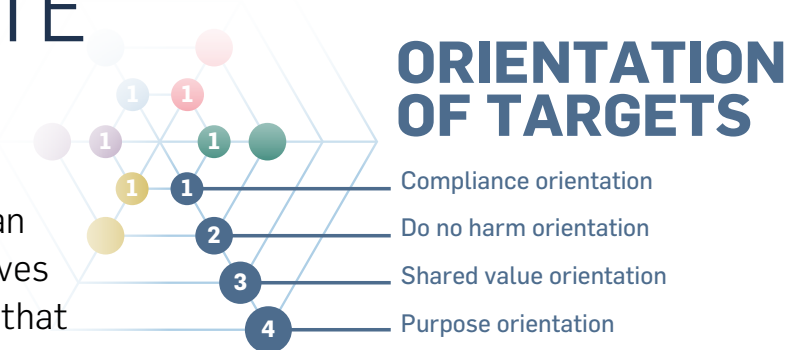 TE
ORIENTATION
OF TARGETS
1 1
1 1
1 1 Compliance orientation
an
2 Do no harm orientation
ves
3 Shared value orientation
that
4 Purpose orientation